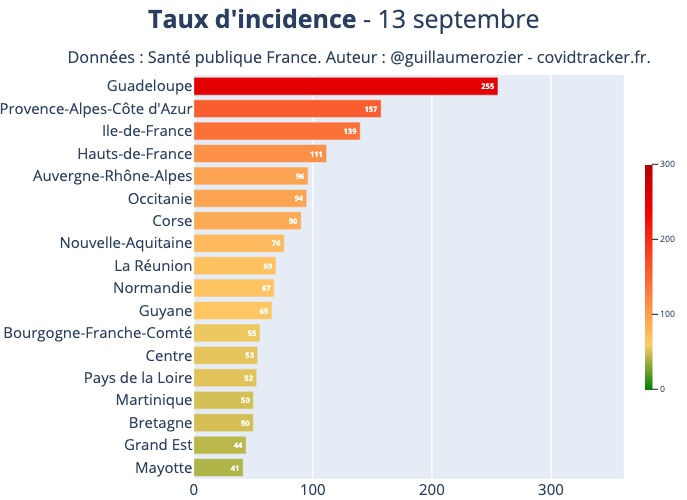 Taux d'incidence - 13 septembre
Données : Santé publique France. Auteur : @guillaumerozier - covidtracker.fr.
Guadeloupe 255
Provence-Alpes-Côte d'Azur 157
Ile-de-France 139
Hauts-de-France 111
Auvergne-Rhône-Alpes 96
Occitanie 94
Corse 90
Nouvelle-Aquitaine 76
La Réunion 69
Normandie 67
Guyane 65
Bourgogne-Franche-Comté 55
Centre 53
Pays de la Loire 52
Martinique 50
Bretagne 50
Grand Est 44
Mayotte 41
0 100 200 300
300
200
100
0